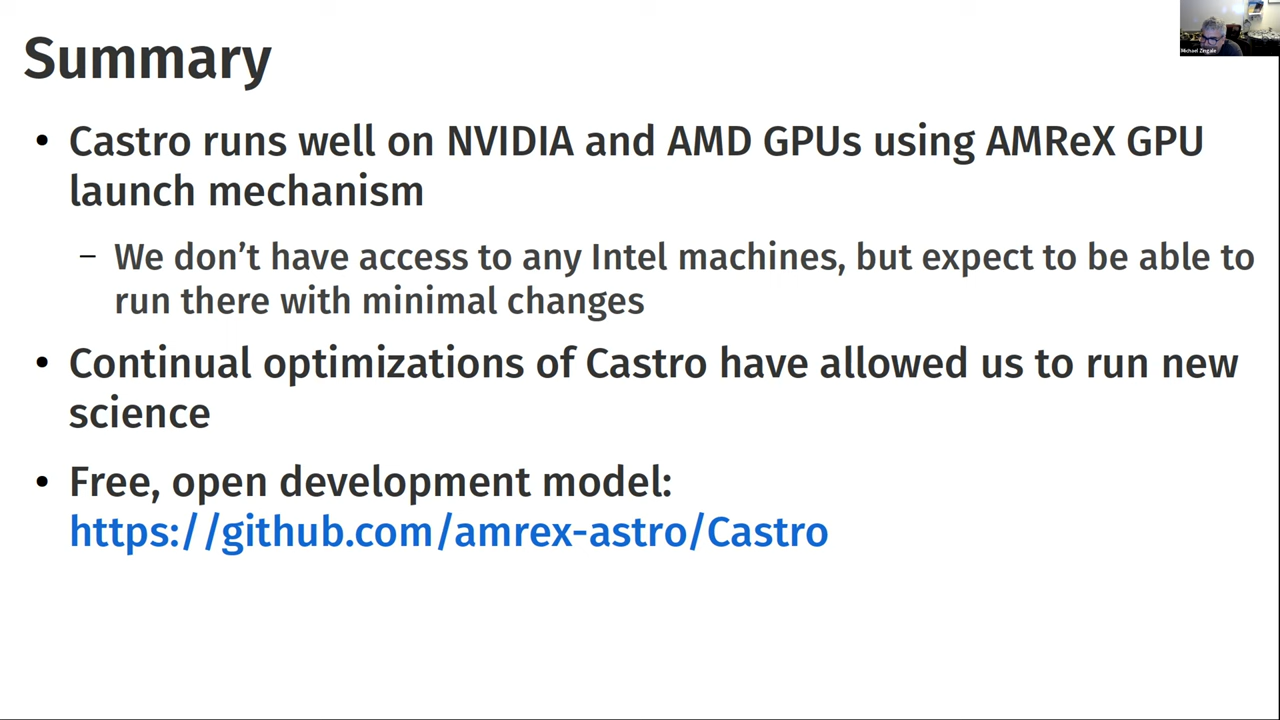 Summary
Michael Zingale
• Castro runs well on NVIDIA and AMD GPUs using AMReX GPU
launch mechanism
– We don’t have access to any Intel machines, but expect to be able to
run there with minimal changes
• Continual optimizations of Castro have allowed us to run new
science
• Free, open development model:
https://github.com/amrex-astro/Castro